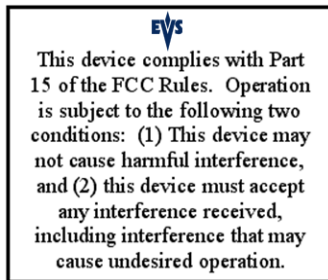 EVS
This device complies with Part
15 of the FCC Rules.  Operation
is subject to the following two
conditions:  (1) This device may
not cause harmful interference,
and (2) this device must accept
any interference received,
including interference that may
cause undesired operation.